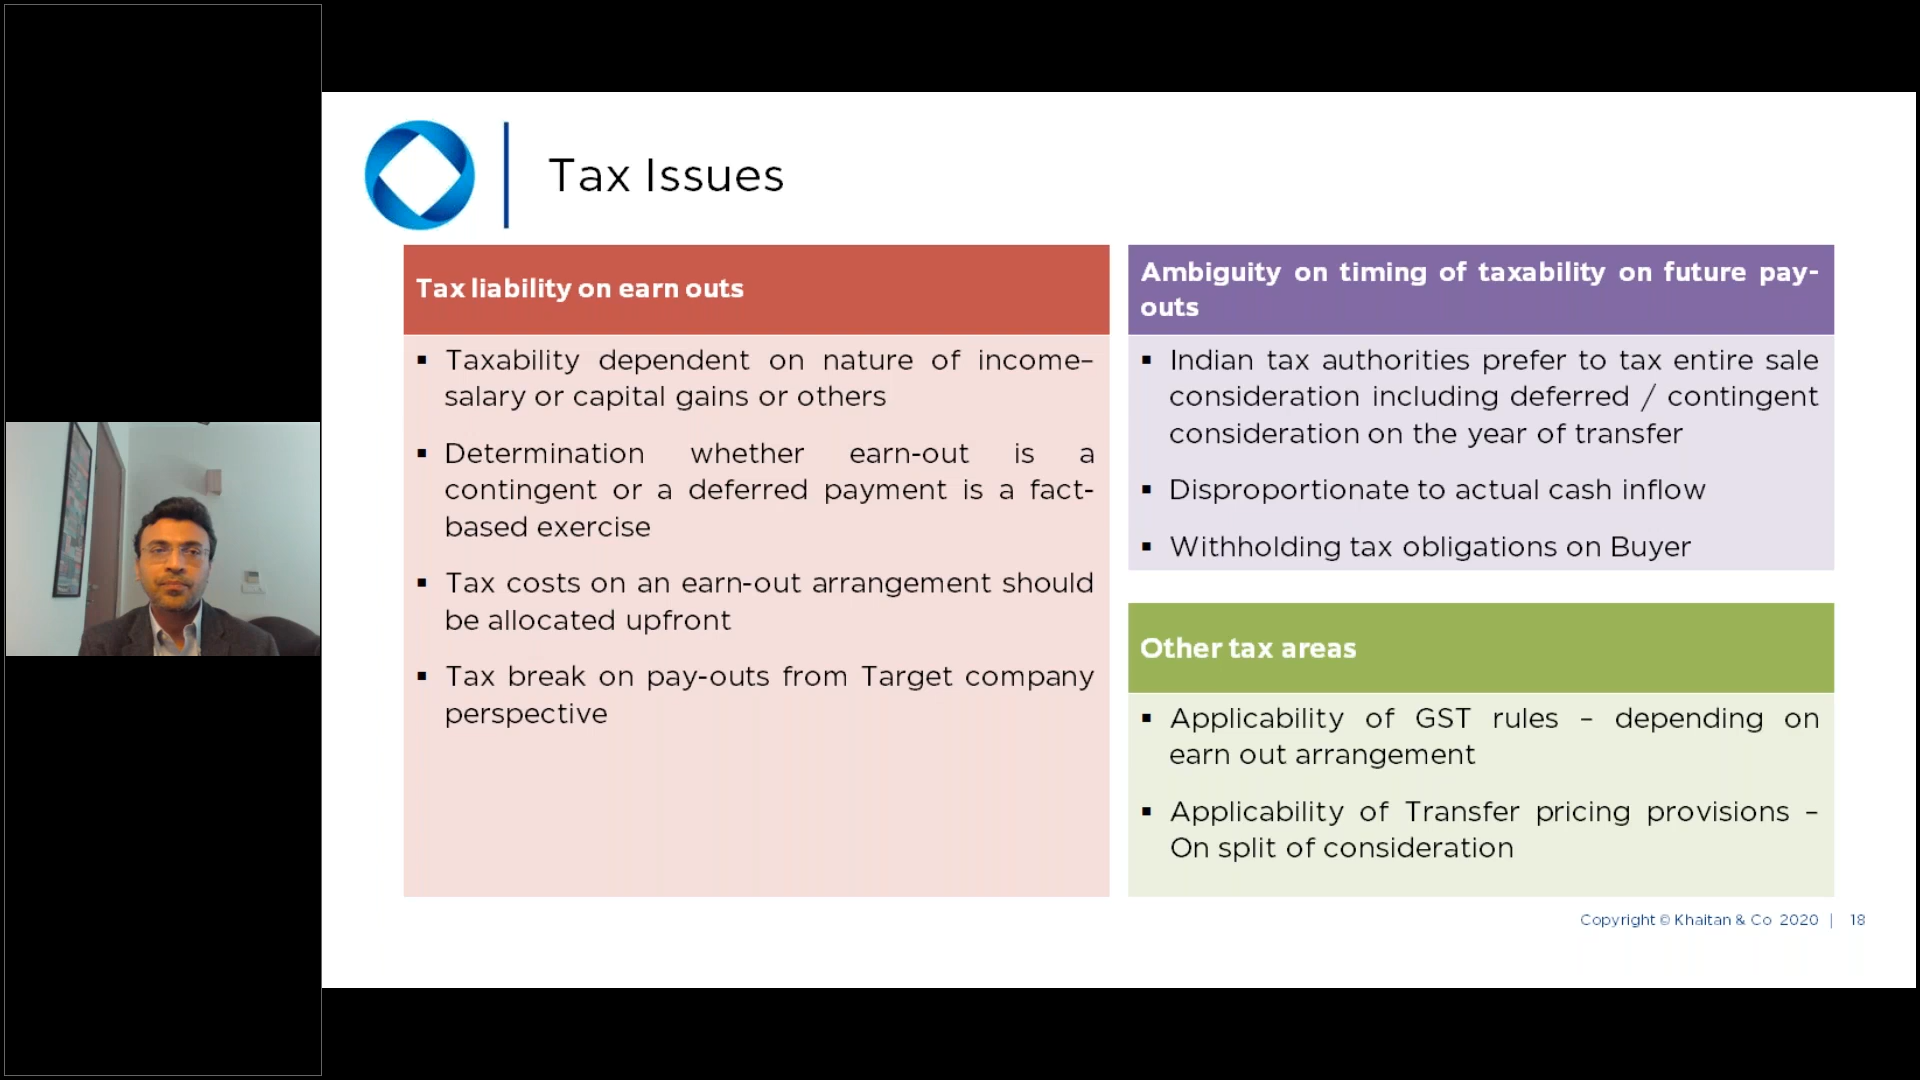 Tax Issues
Tax liability on earn outs
▪ Taxability dependent on nature of income–
salary or capital gains or others
▪ Determination whether earn-out is a
contingent or a deferred payment is a fact-
based exercise
▪ Tax costs on an earn-out arrangement should
be allocated upfront
▪ Tax break on pay-outs from Target company
perspective
Ambiguity on timing of taxability on future pay-
outs
▪ Indian tax authorities prefer to tax entire sale
consideration including deferred / contingent
consideration on the year of transfer
▪ Disproportionate to actual cash inflow
▪ Withholding tax obligations on Buyer
Other tax areas
▪ Applicability of GST rules – depending on
earn out arrangement
▪ Applicability of Transfer pricing provisions –
On split of consideration
Copyright © Khaitan & Co 2020 | 18